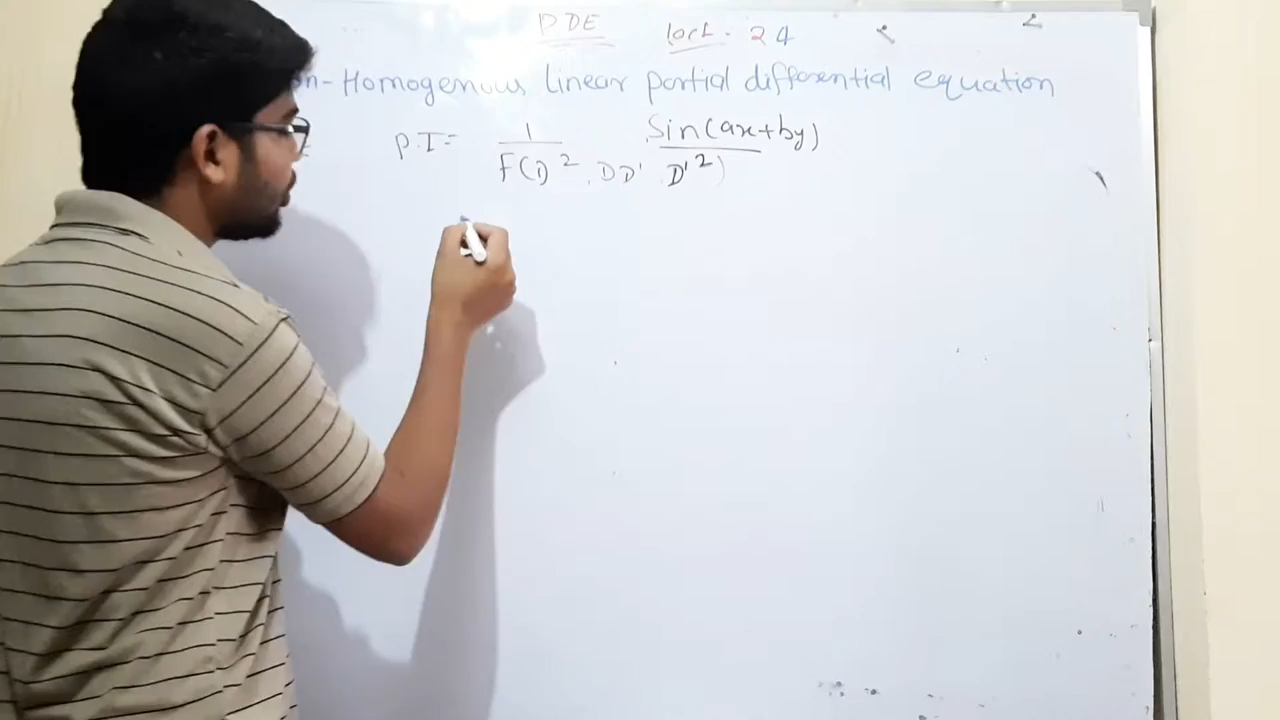 PDE Lect - 24
on-Homogenous linear partial differential equation
P.I = 1 Sin(ax+by)
F(D², DD' D'²)